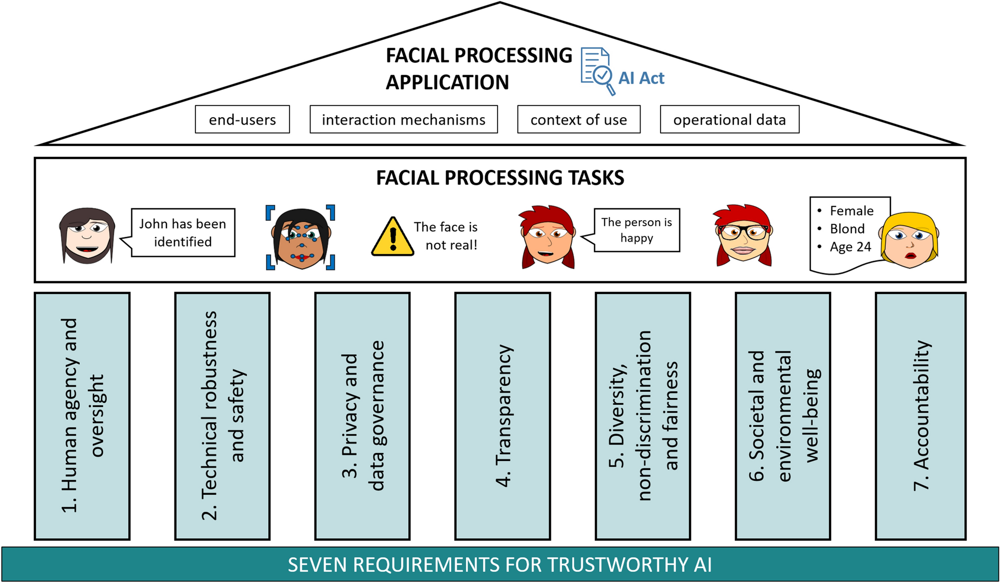 FACIAL PROCESSING
APPLICATION
AI Act
end-users
interaction mechanisms
context of use
operational data
FACIAL PROCESSING TASKS
John has been
identified
The face is
not real!
The person is
happy
• Female
• Blond
• Age 24
1. Human agency and
oversight
2. Technical robustness
and safety
3. Privacy and
data governance
4. Transparency
5. Diversity,
non-discrimination
and fairness
6. Societal and
environmental
well-being
7. Accountability
SEVEN REQUIREMENTS FOR TRUSTWORTHY AI